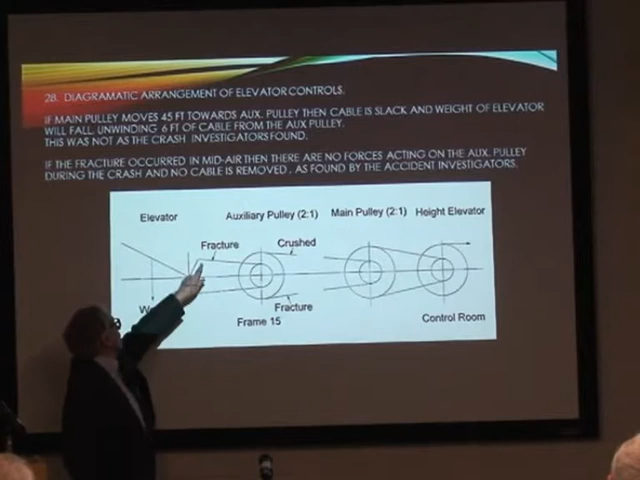 28. DIAGRAMATIC ARRANGEMENT OF ELEVATOR CONTROLS.
IF MAIN PULLEY MOVES 45 FT TOWARDS AUX. PULLEY THEN CABLE IS SLACK AND WEIGHT OF ELEVATOR
WILL FALL, UNWINDING 6 FT OF CABLE FROM THE AUX PULLEY.
THIS WAS NOT AS THE CRASH INVESTIGATORS FOUND.
IF THE FRACTURE OCCURRED IN MID-AIR THEN THERE ARE NO FORCES ACTING ON THE AUX. PULLEY
DURING THE CRASH AND NO CABLE IS REMOVED, AS FOUND BY THE ACCIDENT INVESTIGATORS.
Elevator Auxiliary Pulley (2:1) Main Pulley (2:1) Height Elevator
Fracture Crushed
Fracture
Frame 15 Control Room